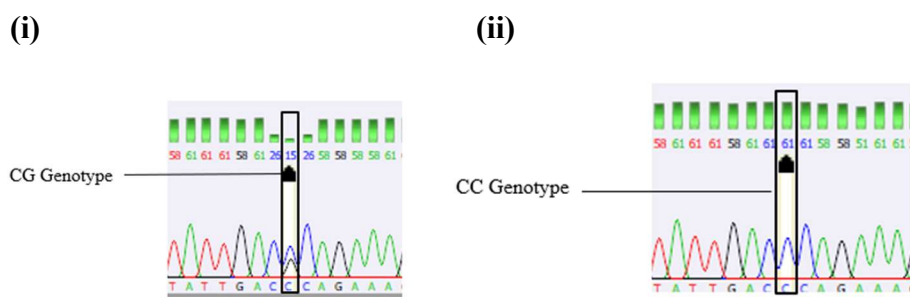 (i)
(ii)
58 61 61 61 58 61 26 15 26 58 58 58 58 61
58 61 61 61 58 61 61 61 61 58 58 51 61 61
CG Genotype
CC Genotype
T A T T G A C C C A G A A A
T A T T G A C C C A G A A A